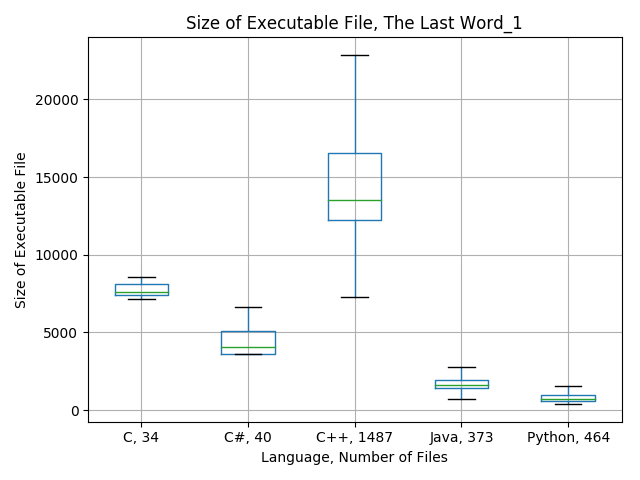 Size of Executable File, The Last Word_1
Size of Executable File
20000
15000
10000
5000
0
C, 34
C#, 40
C++, 1487
Java, 373
Python, 464
Language, Number of Files